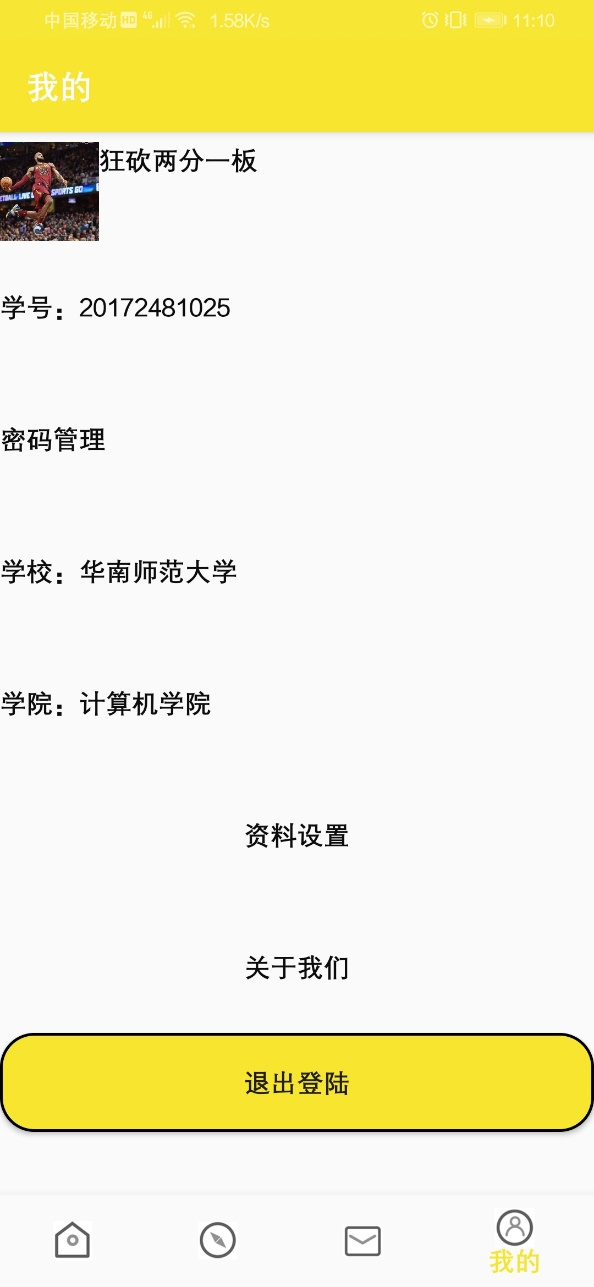 中国移动 HD 4G 1.58K/s 11:10
我的
狂砍两分一板
SPORTS GO
学号：20172481025
密码管理
学校：华南师范大学
学院：计算机学院
资料设置
关于我们
退出登陆
我的